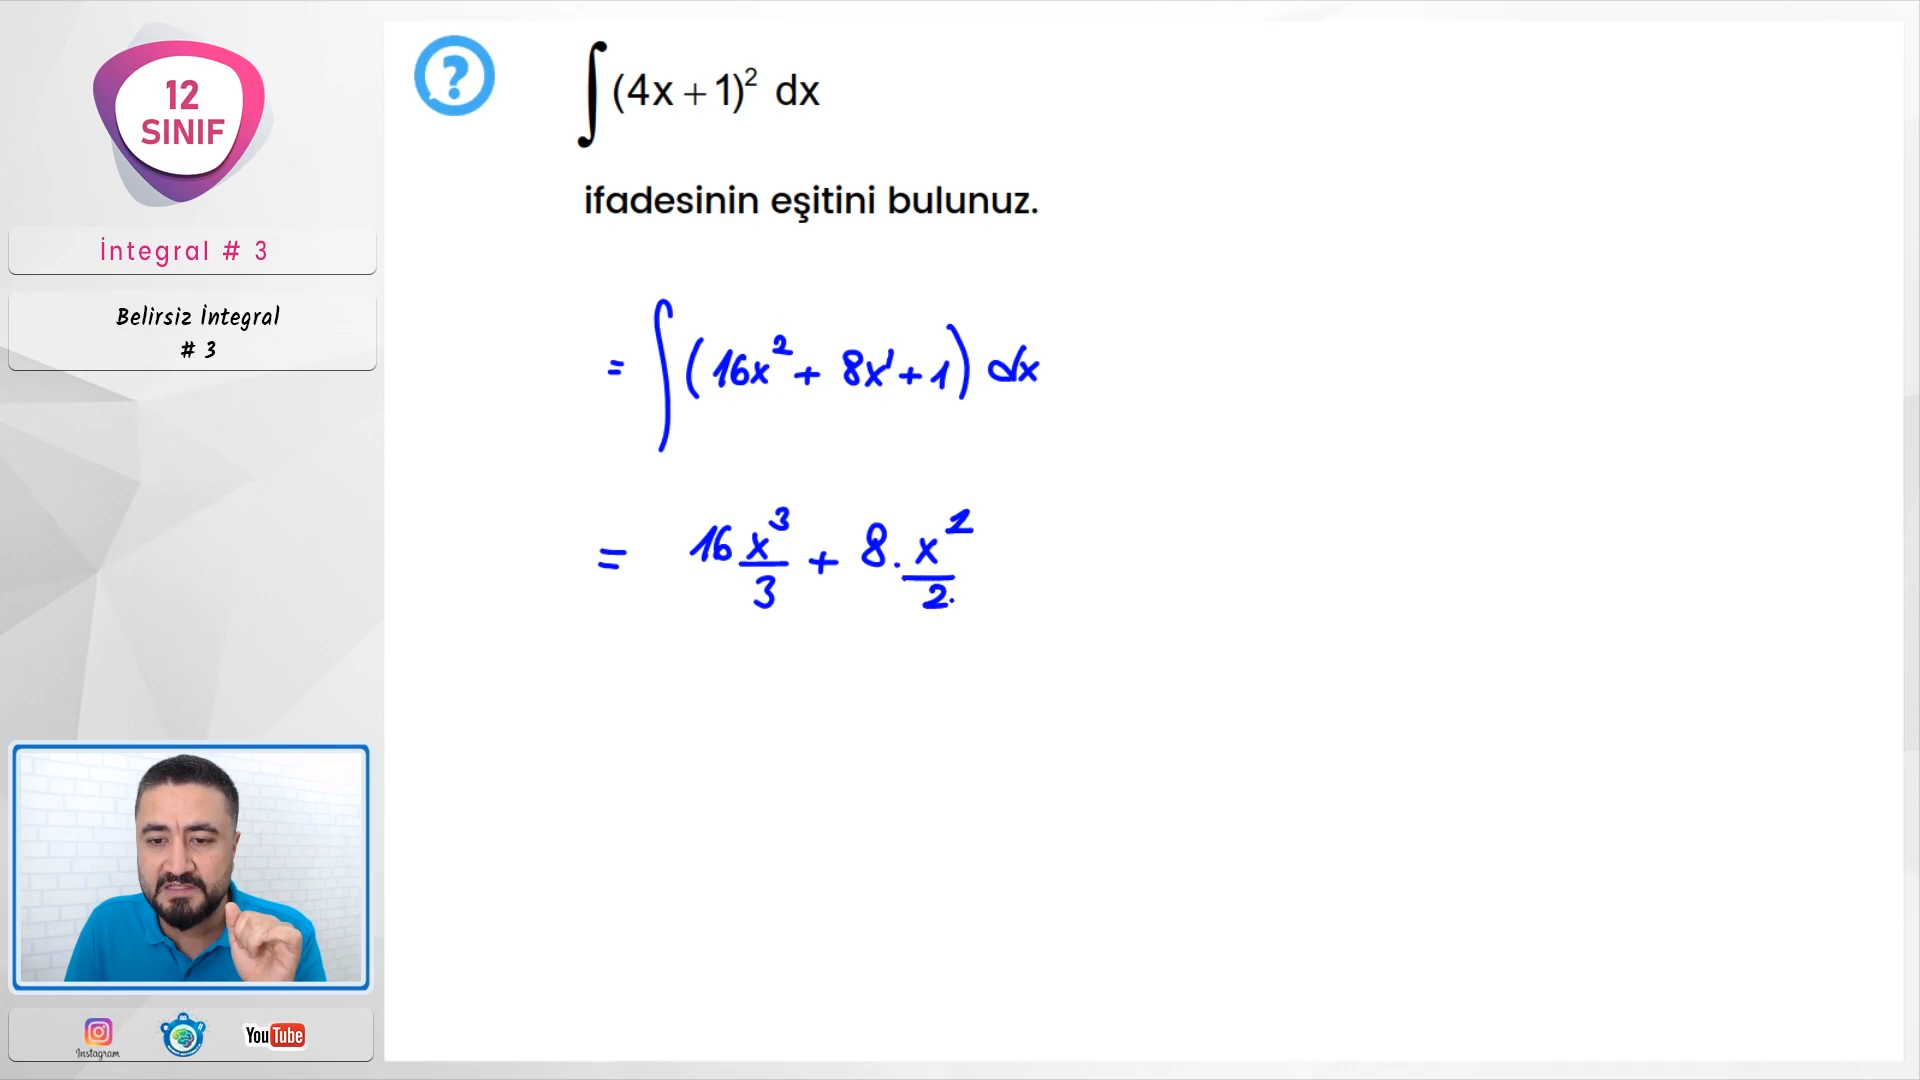 12
SINIF
İntegral # 3
Belirsiz İntegral
# 3
?
∫(4x+1)² dx
ifadesinin eşitini bulunuz.
= ∫(16x² + 8x¹ + 1) dx
= 16 x³/3 + 8. x²/2.
Instagram
YouTube